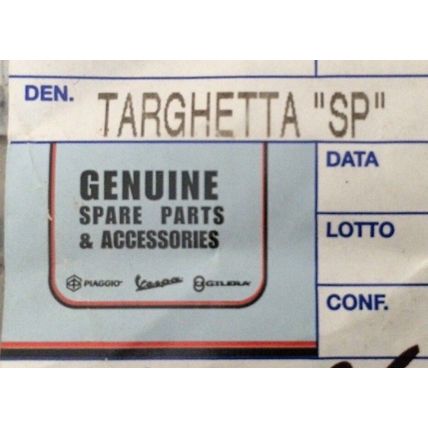 DEN. TARGHETTA "SP"
GENUINE
SPARE PARTS
& ACCESSORIES
PIAGGIO Vespa GILERA
DATA
LOTTO
CONF.